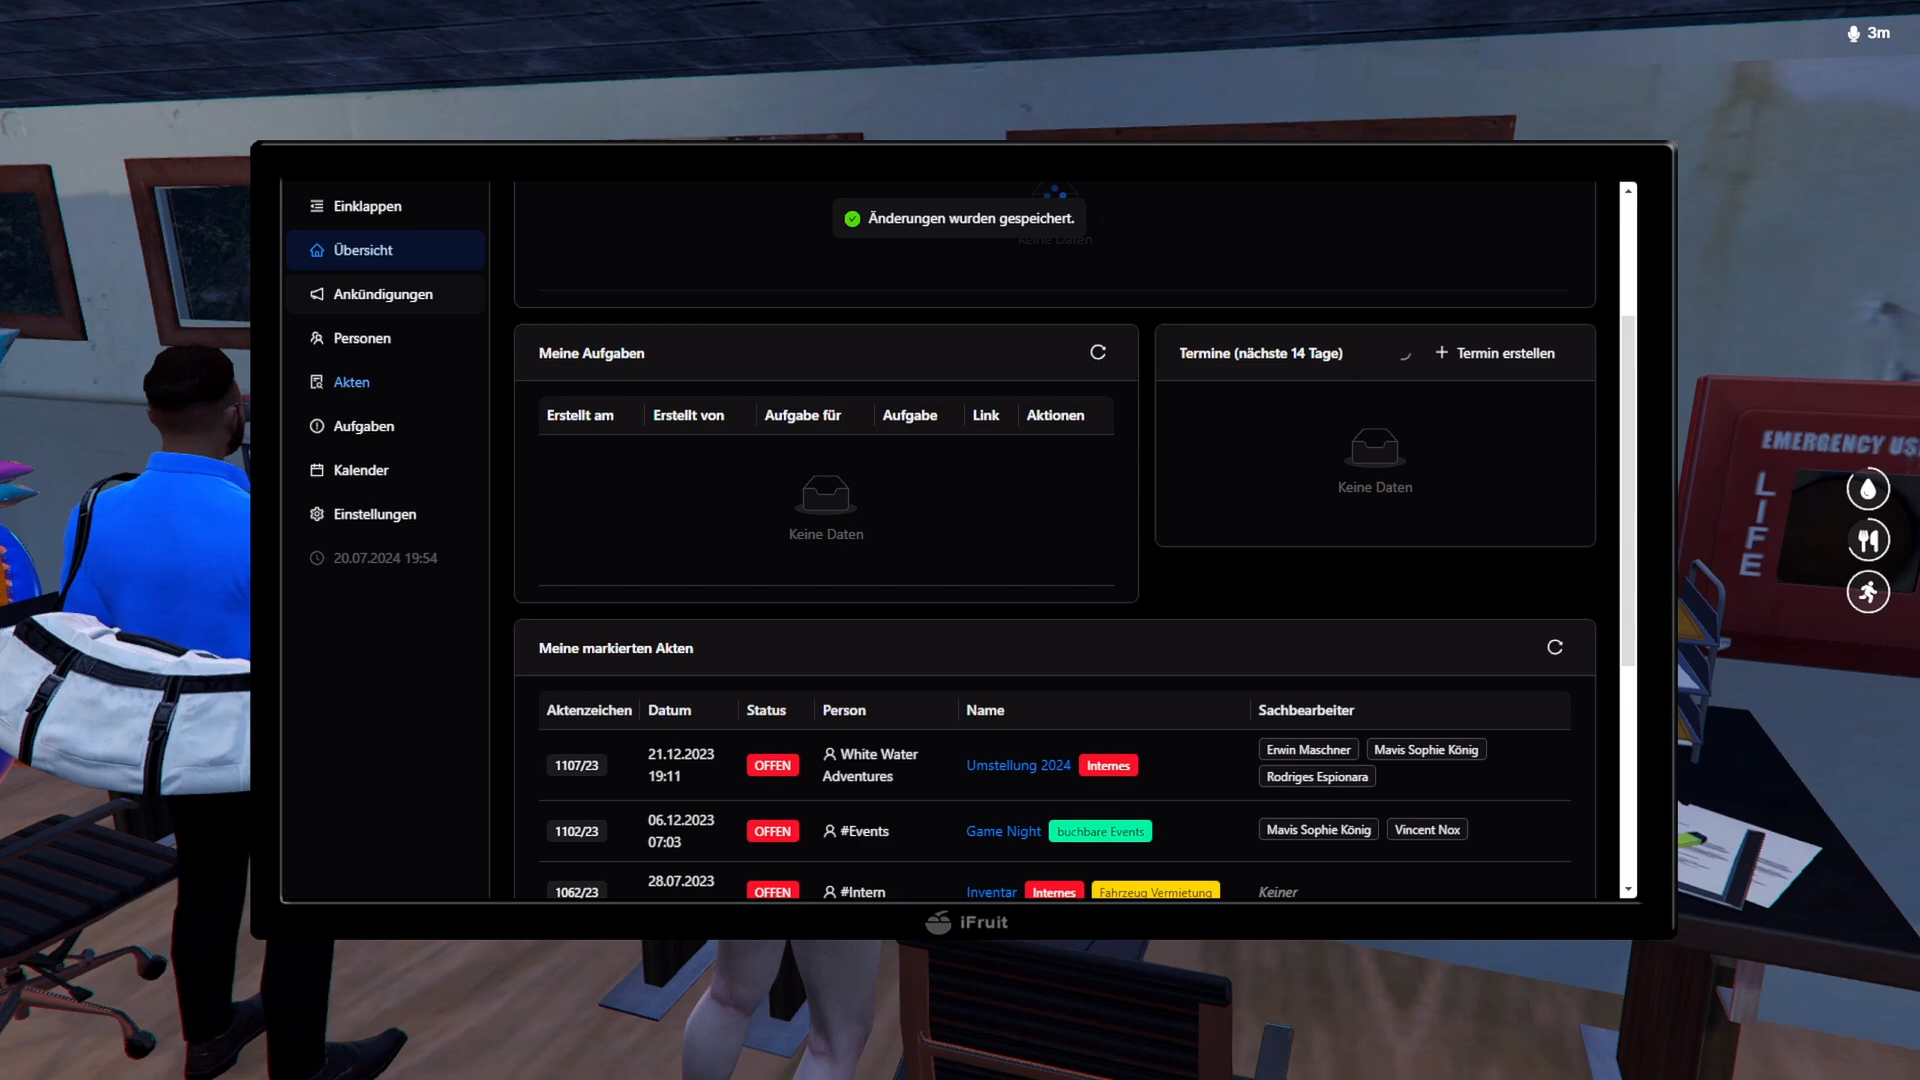 3m
Einklappen
Übersicht
Ankündigungen
Personen
Akten
Aufgaben
Kalender
Einstellungen
20.07.2024 19:54
Änderungen wurden gespeichert.
Keine Daten
Meine Aufgaben
Erstellt am Erstellt von Aufgabe für Aufgabe Link Aktionen
Keine Daten
Termine (nächste 14 Tage) Termin erstellen
Keine Daten
Meine markierten Akten
Aktenzeichen Datum Status Person Name Sachbearbeiter
1107/23 21.12.2023 19:11 OFFEN White Water Adventures Umstellung 2024 Internes Erwin Maschner Mavis Sophie König Rodriges Espionara
1102/23 06.12.2023 07:03 OFFEN #Events Game Night buchbare Events Mavis Sophie König Vincent Nox
1062/23 28.07.2023 OFFEN #Intern Inventar Internes Fahrzeug Vermietung Keiner
iFruit
EMERGENCY US
LIFE